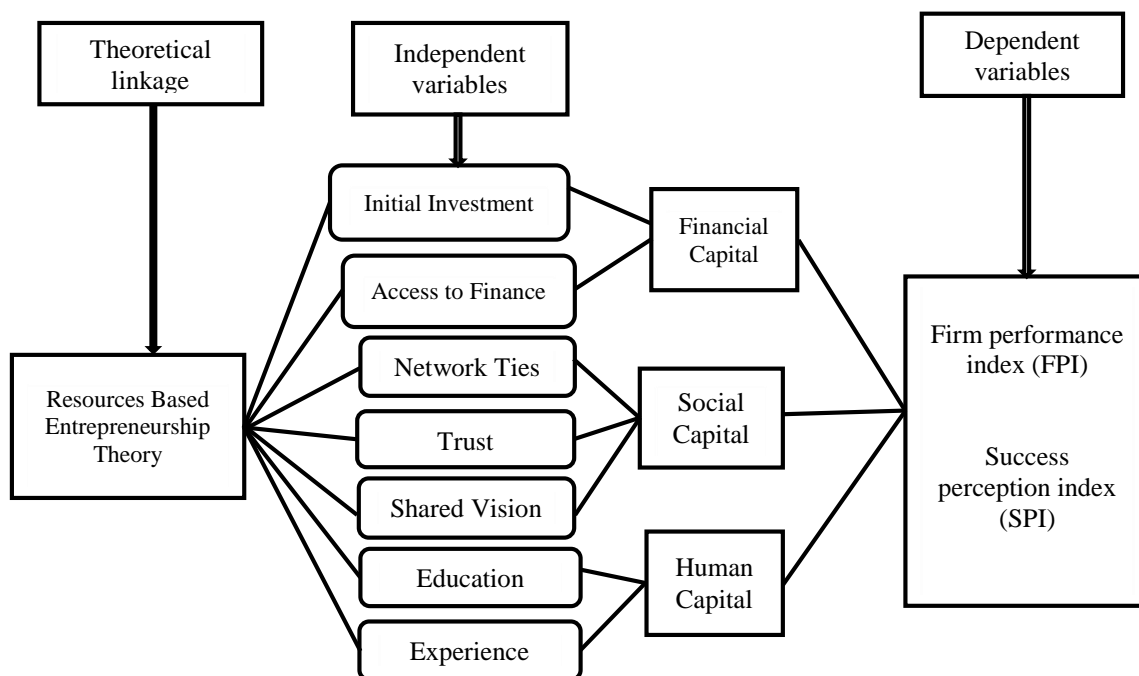 Theoretical
linkage
Independent
variables
Dependent
variables
Initial Investment
Access to Finance
Network Ties
Trust
Shared Vision
Education
Experience
Resources Based
Entrepreneurship
Theory
Financial
Capital
Social
Capital
Human
Capital
Firm performance
index (FPI)
Success
perception index
(SPI)